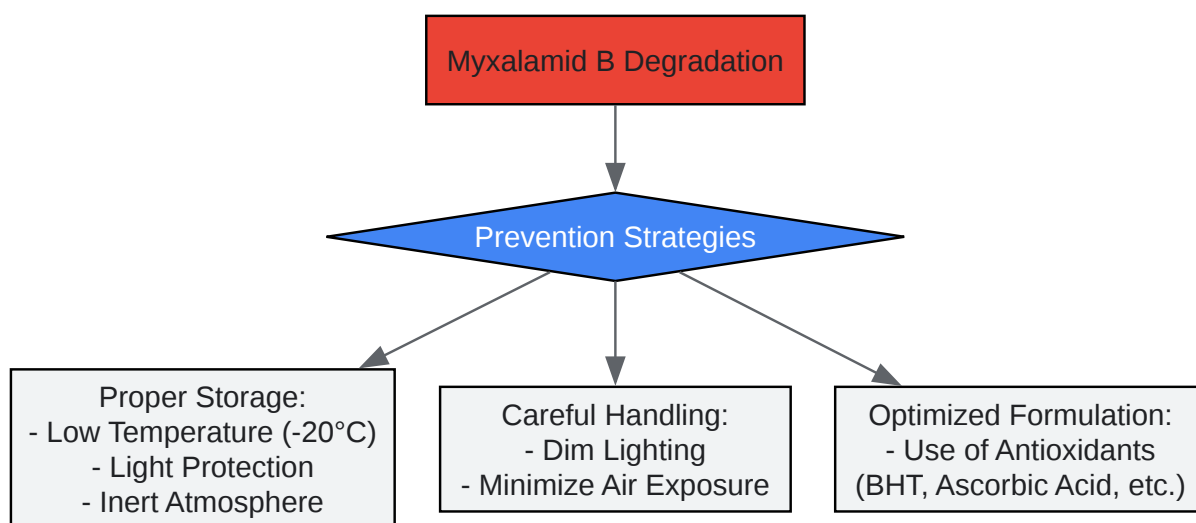 Myxalamid B Degradation
Prevention Strategies
Proper Storage:
- Low Temperature (-20°C)
- Light Protection
- Inert Atmosphere
Careful Handling:
- Dim Lighting
- Minimize Air Exposure
Optimized Formulation:
- Use of Antioxidants
(BHT, Ascorbic Acid, etc.)